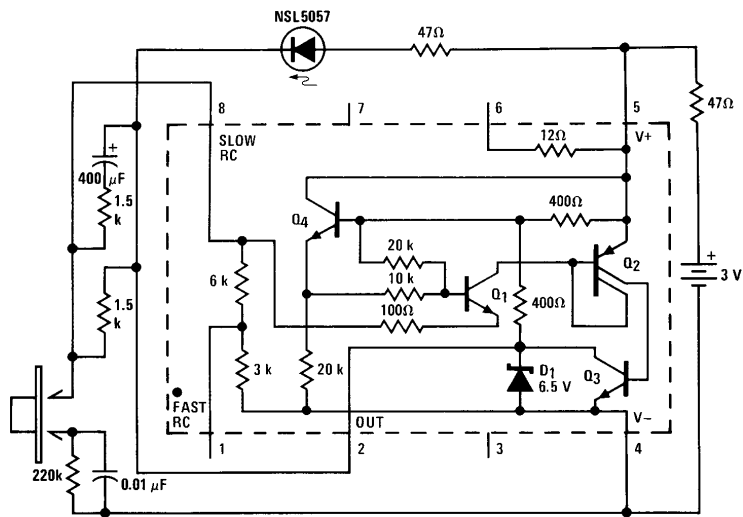 NSL5057
47Ω
47Ω
8
7
6
5
SLOW
RC
12Ω
V+
+
400 µF
1.5
k
Q4
400Ω
20 k
Q2
+
3 V
6 k
10 k
Q1
400Ω
1.5
k
100Ω
3 k
20 k
D1
6.5 V
Q3
FAST
RC
OUT
V−
1
2
3
4
220k
0.01 µF